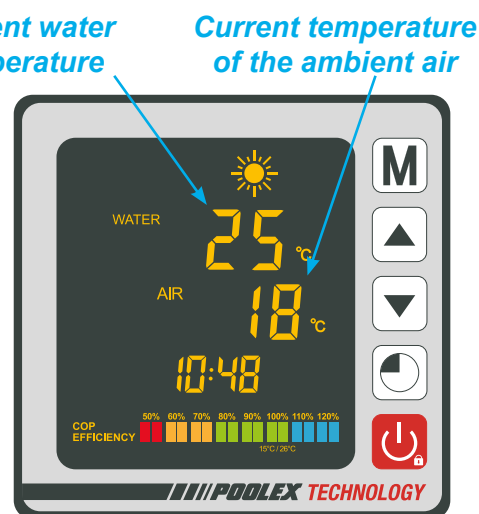 ent water
perature
Current temperature
of the ambient air
M
WATER
25 °C
AIR
18 °C
10:48
50% 60% 70% 80% 90% 100% 110% 120%
COP
EFFICIENCY
15°C / 26°C
POOLEX TECHNOLOGY